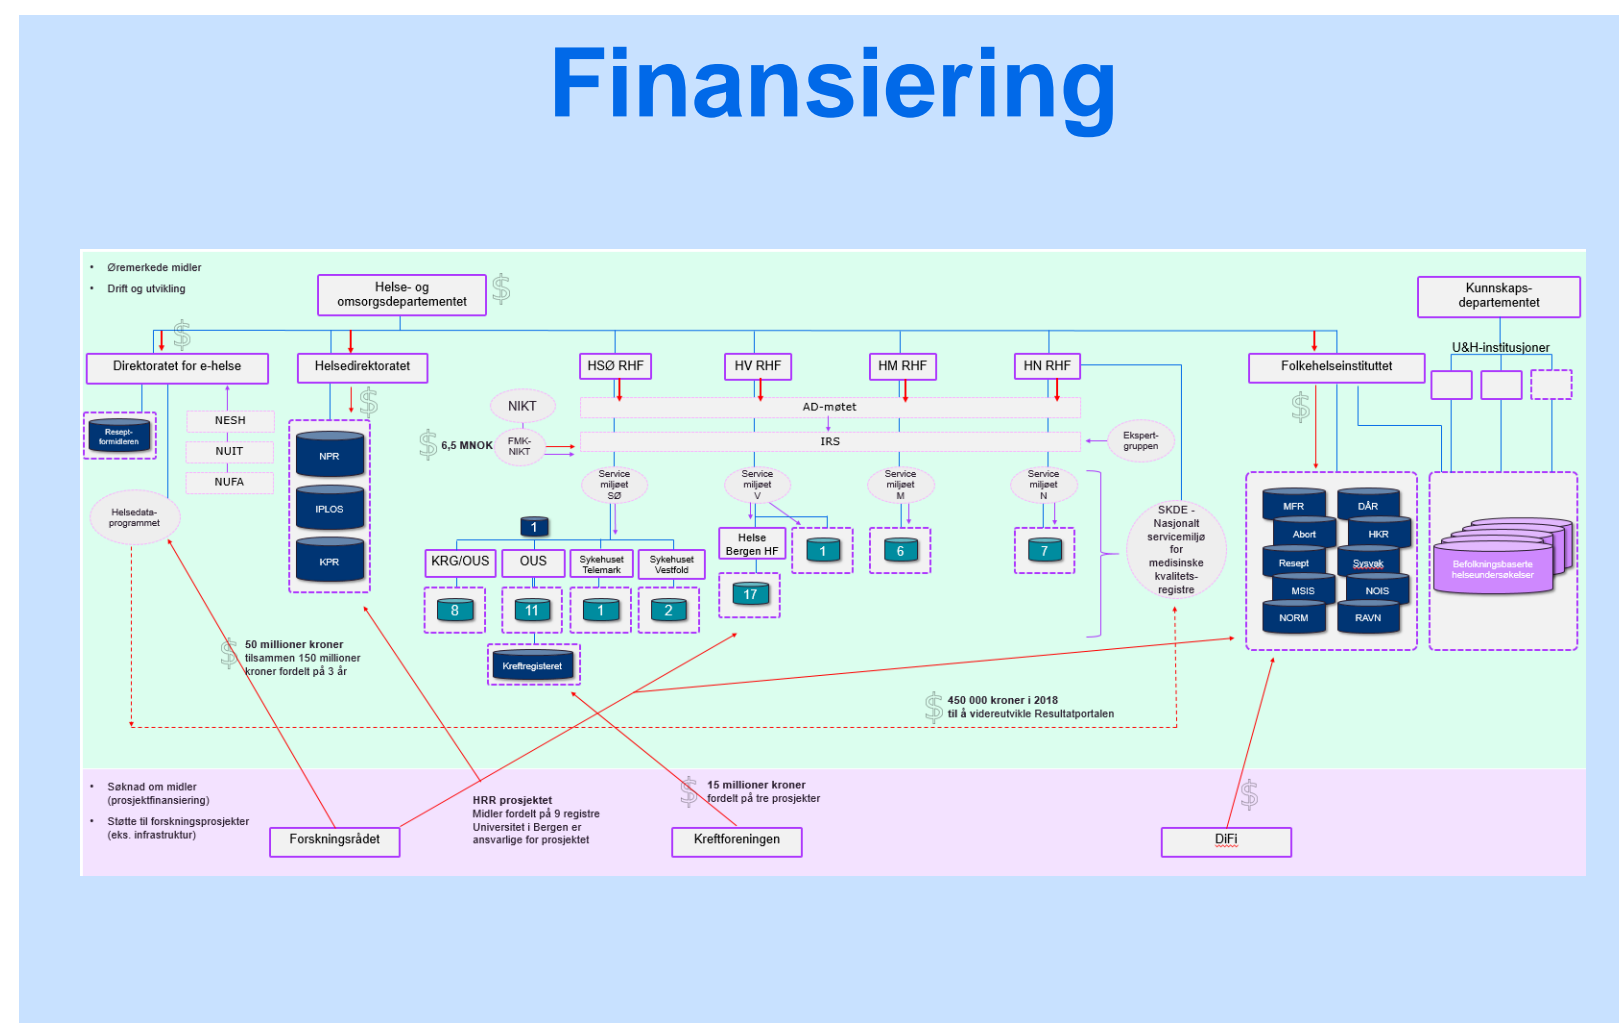 Finansiering
• Øremerkede midler
• Drift og utvikling
Helse- og
omsorgsdepartementet
Kunnskaps-
departementet
U&H-institusjoner
Direktoratet for e-helse
Helsedirektoratet
HSØ RHF
HV RHF
HM RHF
HN RHF
Folkehelseinstituttet
Resept-
formidleren
NESH
NUIT
NUFA
Helsedata-
programmet
NPR
IPLOS
KPR
NIKT
6,5 MNOK
FMK-
NIKT
AD-møtet
IRS
Ekspert-
gruppen
Service
miljøet
SØ
Service
miljøet
V
Service
miljøet
M
Service
miljøet
N
SKDE -
Nasjonalt
servicemiljø
for
medisinske
kvalitets-
registre
1
KRG/OUS
OUS
Sykehuset
Telemark
Sykehuset
Vestfold
Helse
Bergen HF
1
6
7
8
11
1
2
17
Kreftregisteret
MFR
DÅR
Abort
HKR
Resept
Sysvak
MSIS
NOIS
NORM
RAVN
Befolkningsbaserte
helseundersøkelser
50 millioner kroner
tilsammen 150 millioner
kroner fordelt på 3 år
450 000 kroner i 2018
til å videreutvikle Resultatportalen
• Søknad om midler
(prosjektfinansiering)
• Støtte til forskningsprosjekter
(eks. infrastruktur)
Forskningsrådet
HRR prosjektet
Midler fordelt på 9 registre
Universitet i Bergen er
ansvarlige for prosjektet
15 millioner kroner
fordelt på tre prosjekter
Kreftforeningen
DiFi